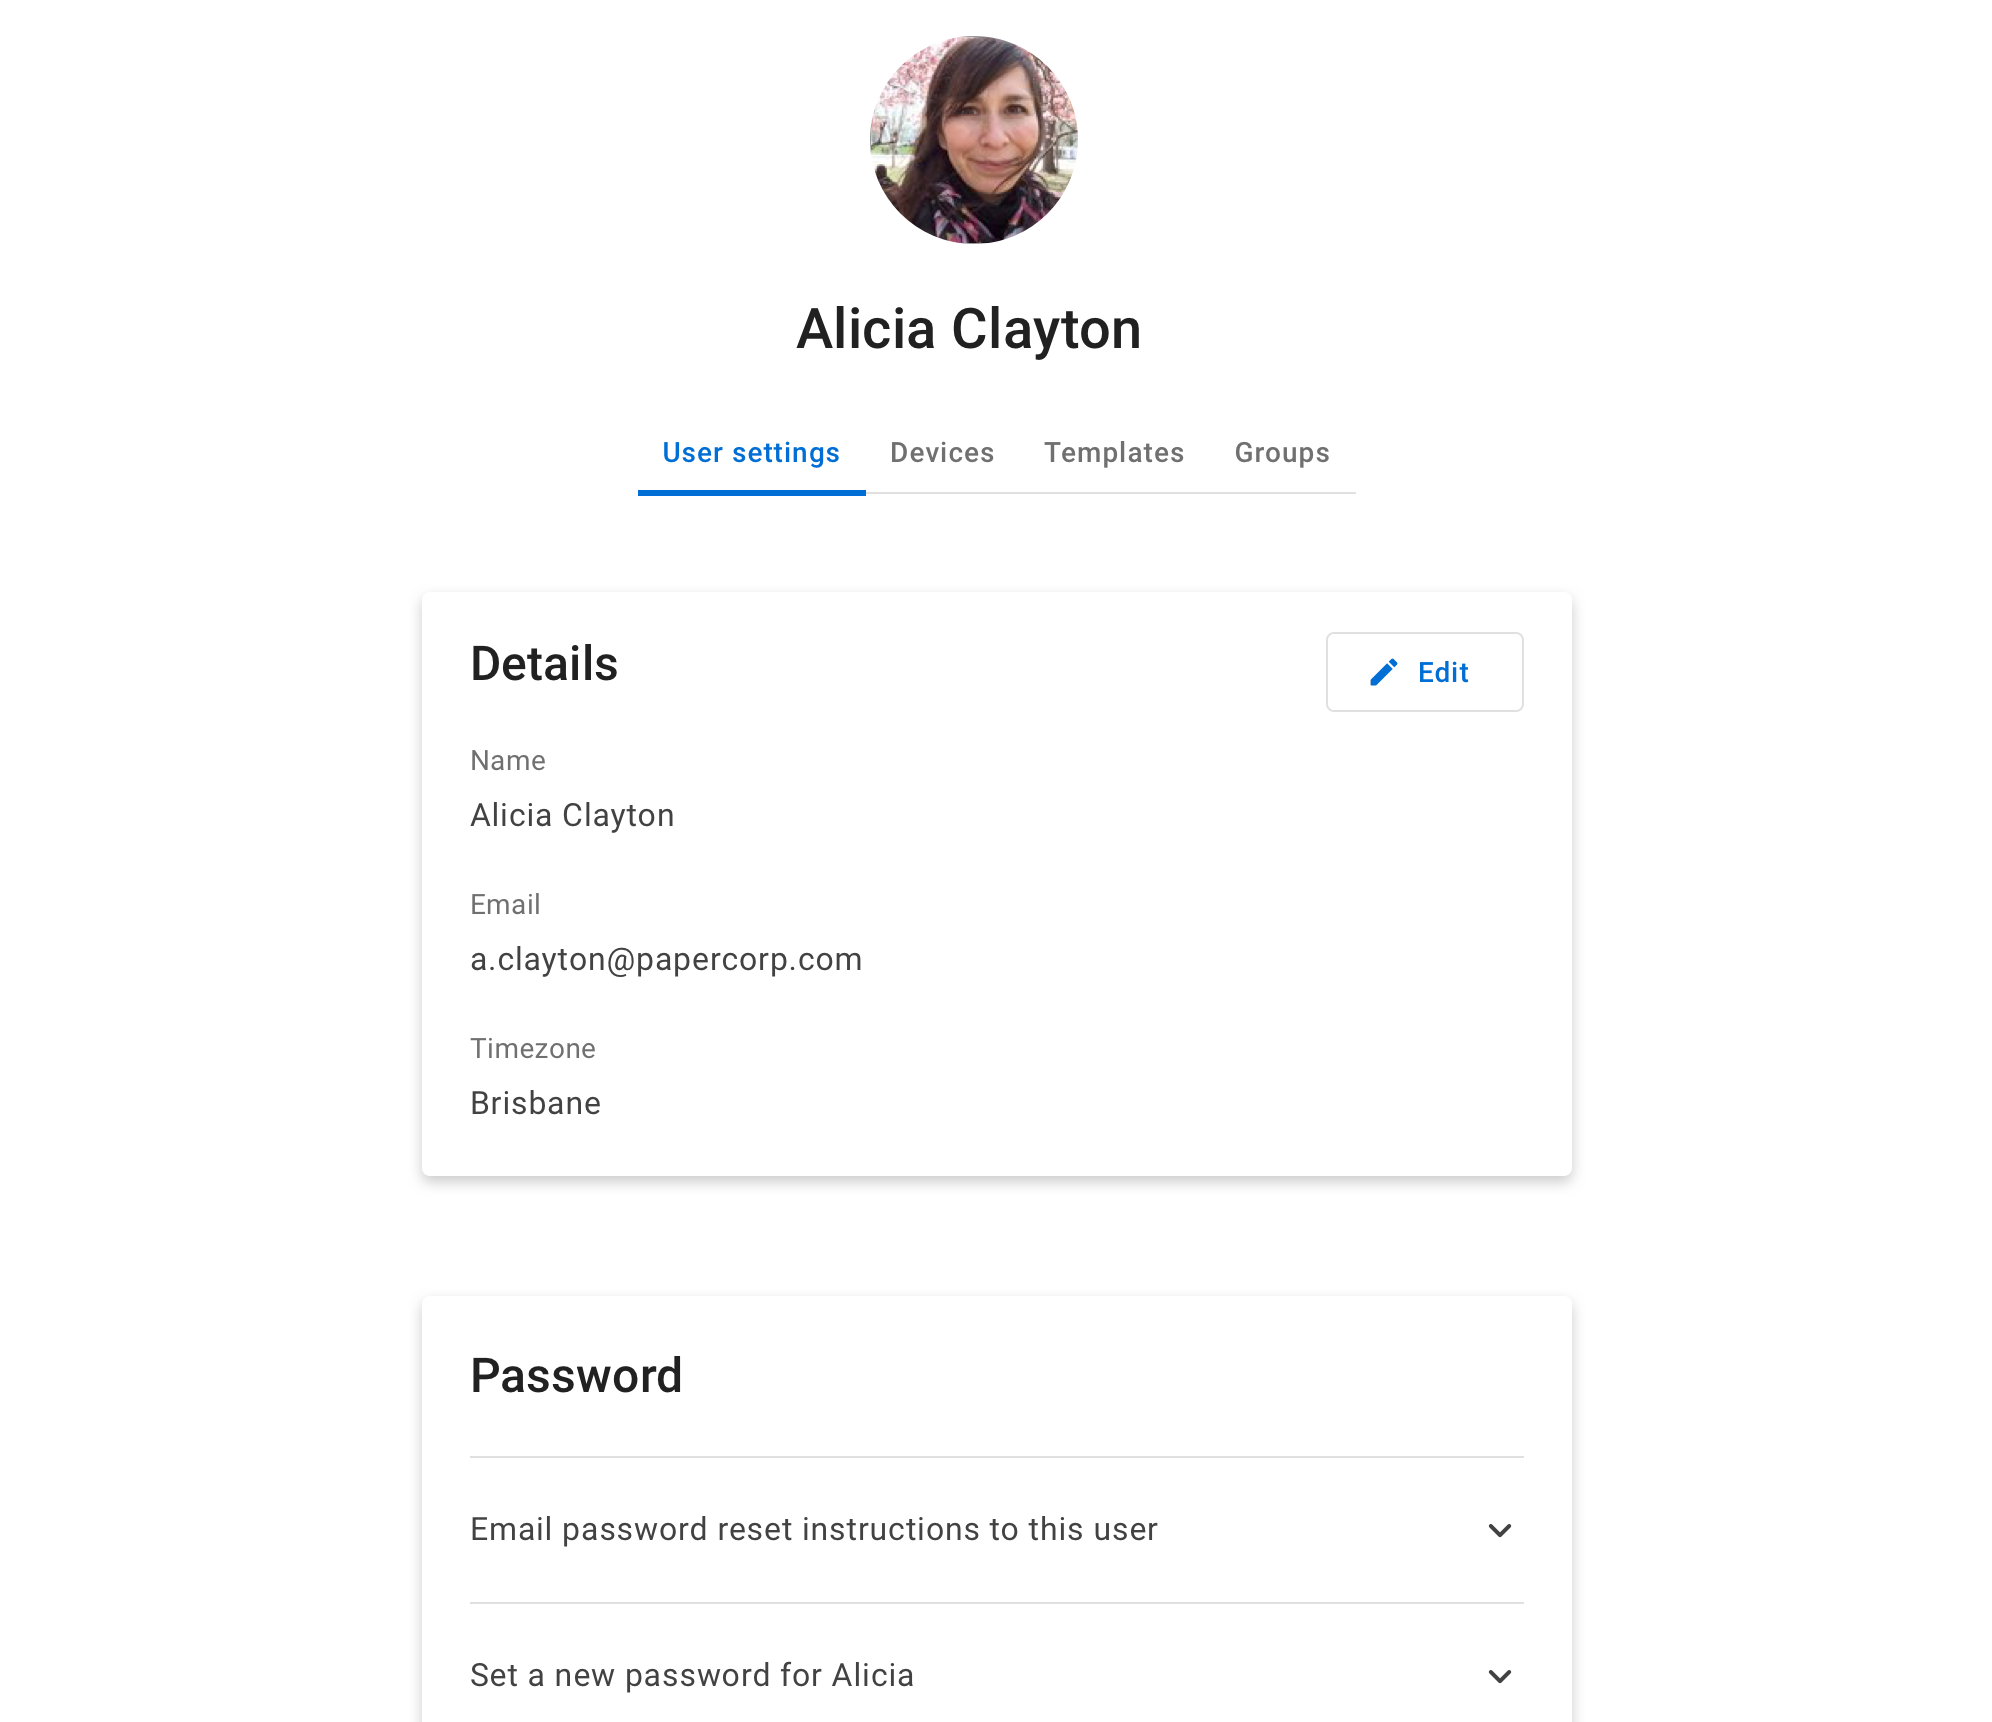 Alicia Clayton
User settings Devices Templates Groups
Details
Edit
Name
Alicia Clayton
Email
a.clayton@papercorp.com
Timezone
Brisbane
Password
Email password reset instructions to this user
Set a new password for Alicia